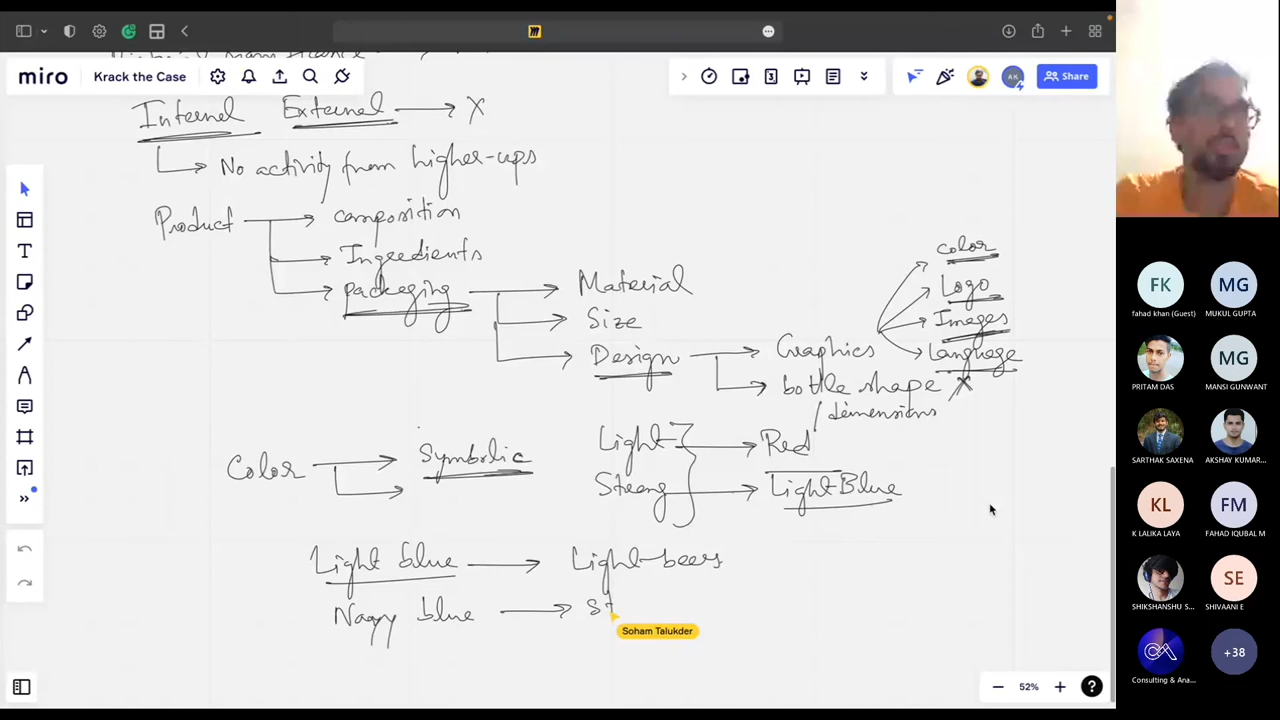 miro
Krack the Case
AK
Share
Internal External → X
No activity from higher-ups
Product → composition
Ingredients
packaging → Material
Size
Design → Graphics
bottle shape X
/dimensions
color
Logo
Images
Language
Color → Symbolic
Light → Red
Strong → Light Blue
Light blue → Light beers
Navy blue → St
Soham Talukder
52%
FK
fahad khan (Guest)
MG
MUKUL GUPTA
PRITAM DAS
MG
MANSI GUNWANT
SARTHAK SAXENA
AKSHAY KUMAR...
KL
K LALIKA LAYA
FM
FAHAD IQUBAL M
SHIKSHANSHU S...
SE
SHIVAANI E
Consulting & Ana...
+38